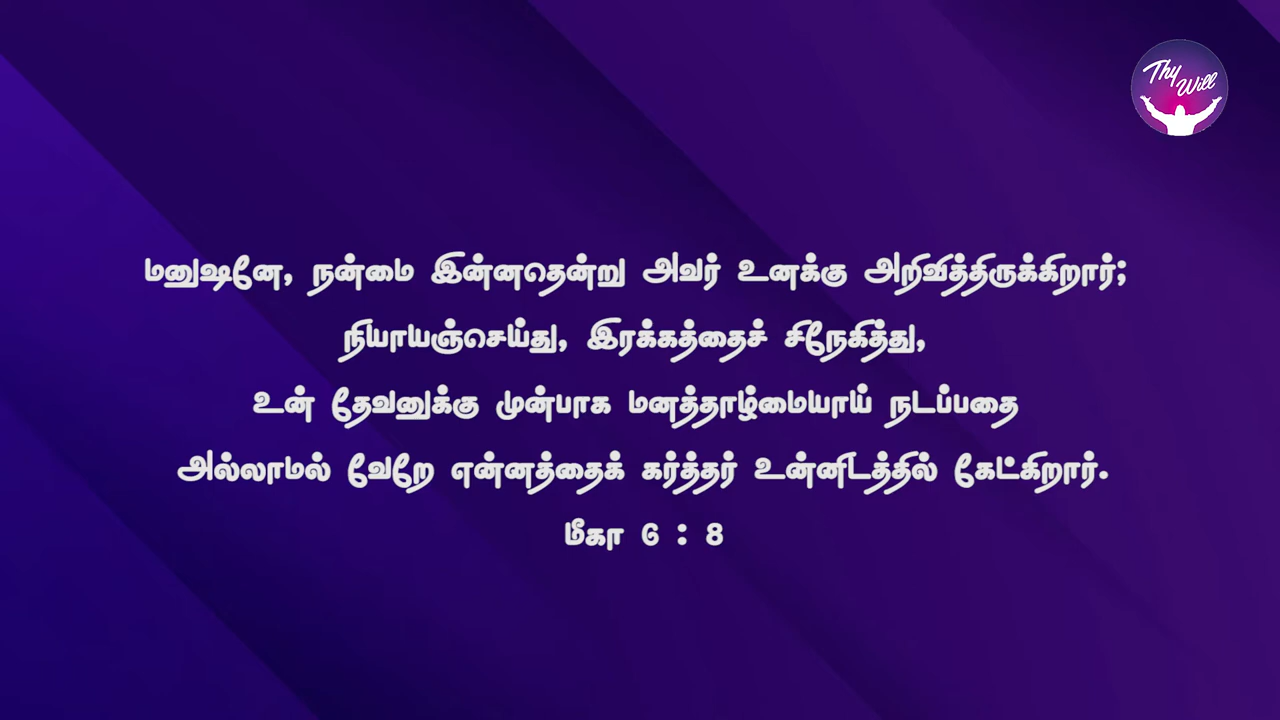 Thy Will
மனுஷனே, நன்மை இன்னதென்று அவர் உனக்கு அறிவித்திருக்கிறார்;
நியாயஞ்செய்து, இரக்கத்தைச் சிநேகித்து,
உன் தேவனுக்கு முன்பாக மனத்தாழ்மையாய் நடப்பதை
அல்லாமல் வேறே என்னத்தைக் கர்த்தர் உன்னிடத்தில் கேட்கிறார்.
மீகா 6 : 8